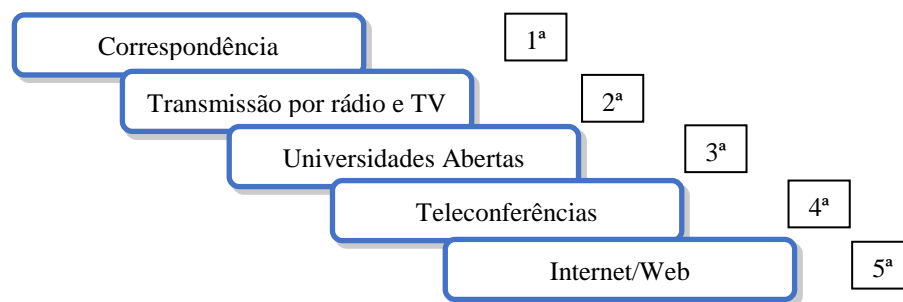 Correspondência 1ª
Transmissão por rádio e TV 2ª
Universidades Abertas 3ª
Teleconferências 4ª
Internet/Web 5ª